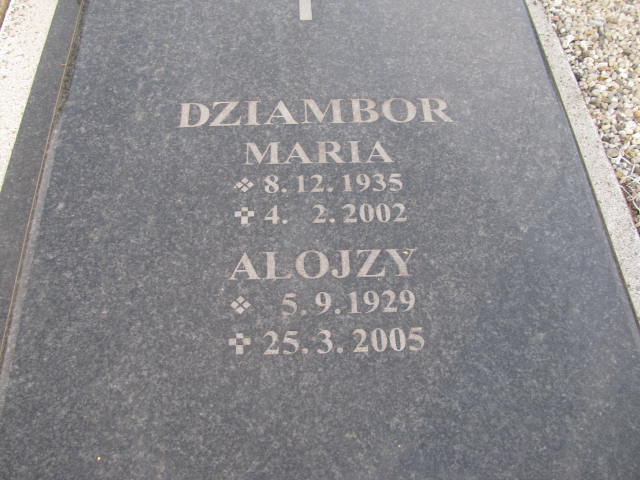 DZIAMBOR
MARIA
❖ 8. 12. 1935
✚ 4. 2. 2002
ALOJZY
❖ 5. 9. 1929
✚ 25. 3. 2005